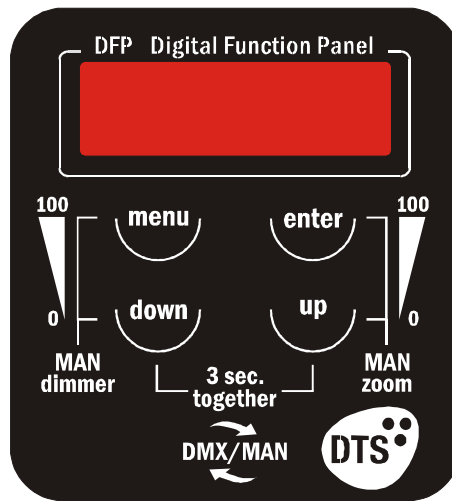 DFP Digital Function Panel
100 menu enter 100
0 down up 0
MAN dimmer
3 sec. together
MAN zoom
DMX/MAN
DTS